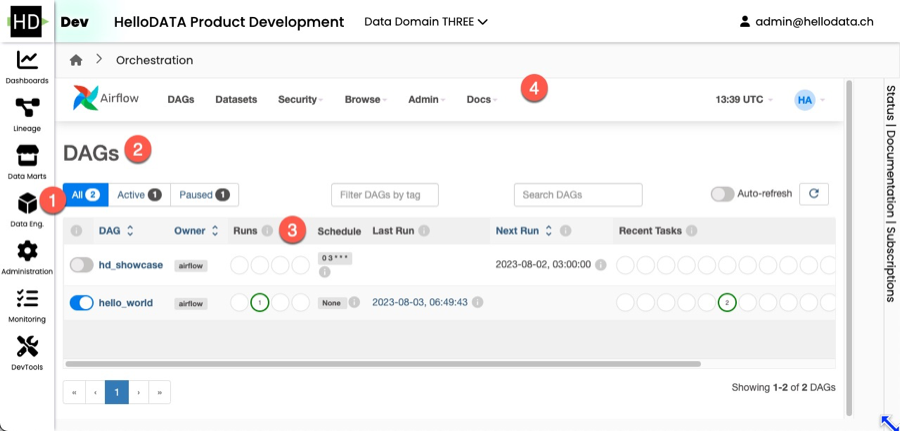 HD Dev HelloDATA Product Development Data Domain THREE admin@hellodata.ch
Dashboards
Lineage
Data Marts
Data Eng.
Administration
Monitoring
DevTools
Orchestration
Airflow DAGs Datasets Security Browse Admin Docs 4 13:39 UTC HA
DAGs 2
1 All 2 Active 1 Paused 1 Filter DAGs by tag Search DAGs Auto-refresh
DAG Owner Runs 3 Schedule Last Run Next Run Recent Tasks
hd_showcase airflow 0 3 * * * 2023-08-02, 03:00:00
hello_world airflow 1 None 2023-08-03, 06:49:43 2
« ‹ 1 › » Showing 1-2 of 2 DAGs
Status | Documentation | Subscriptions